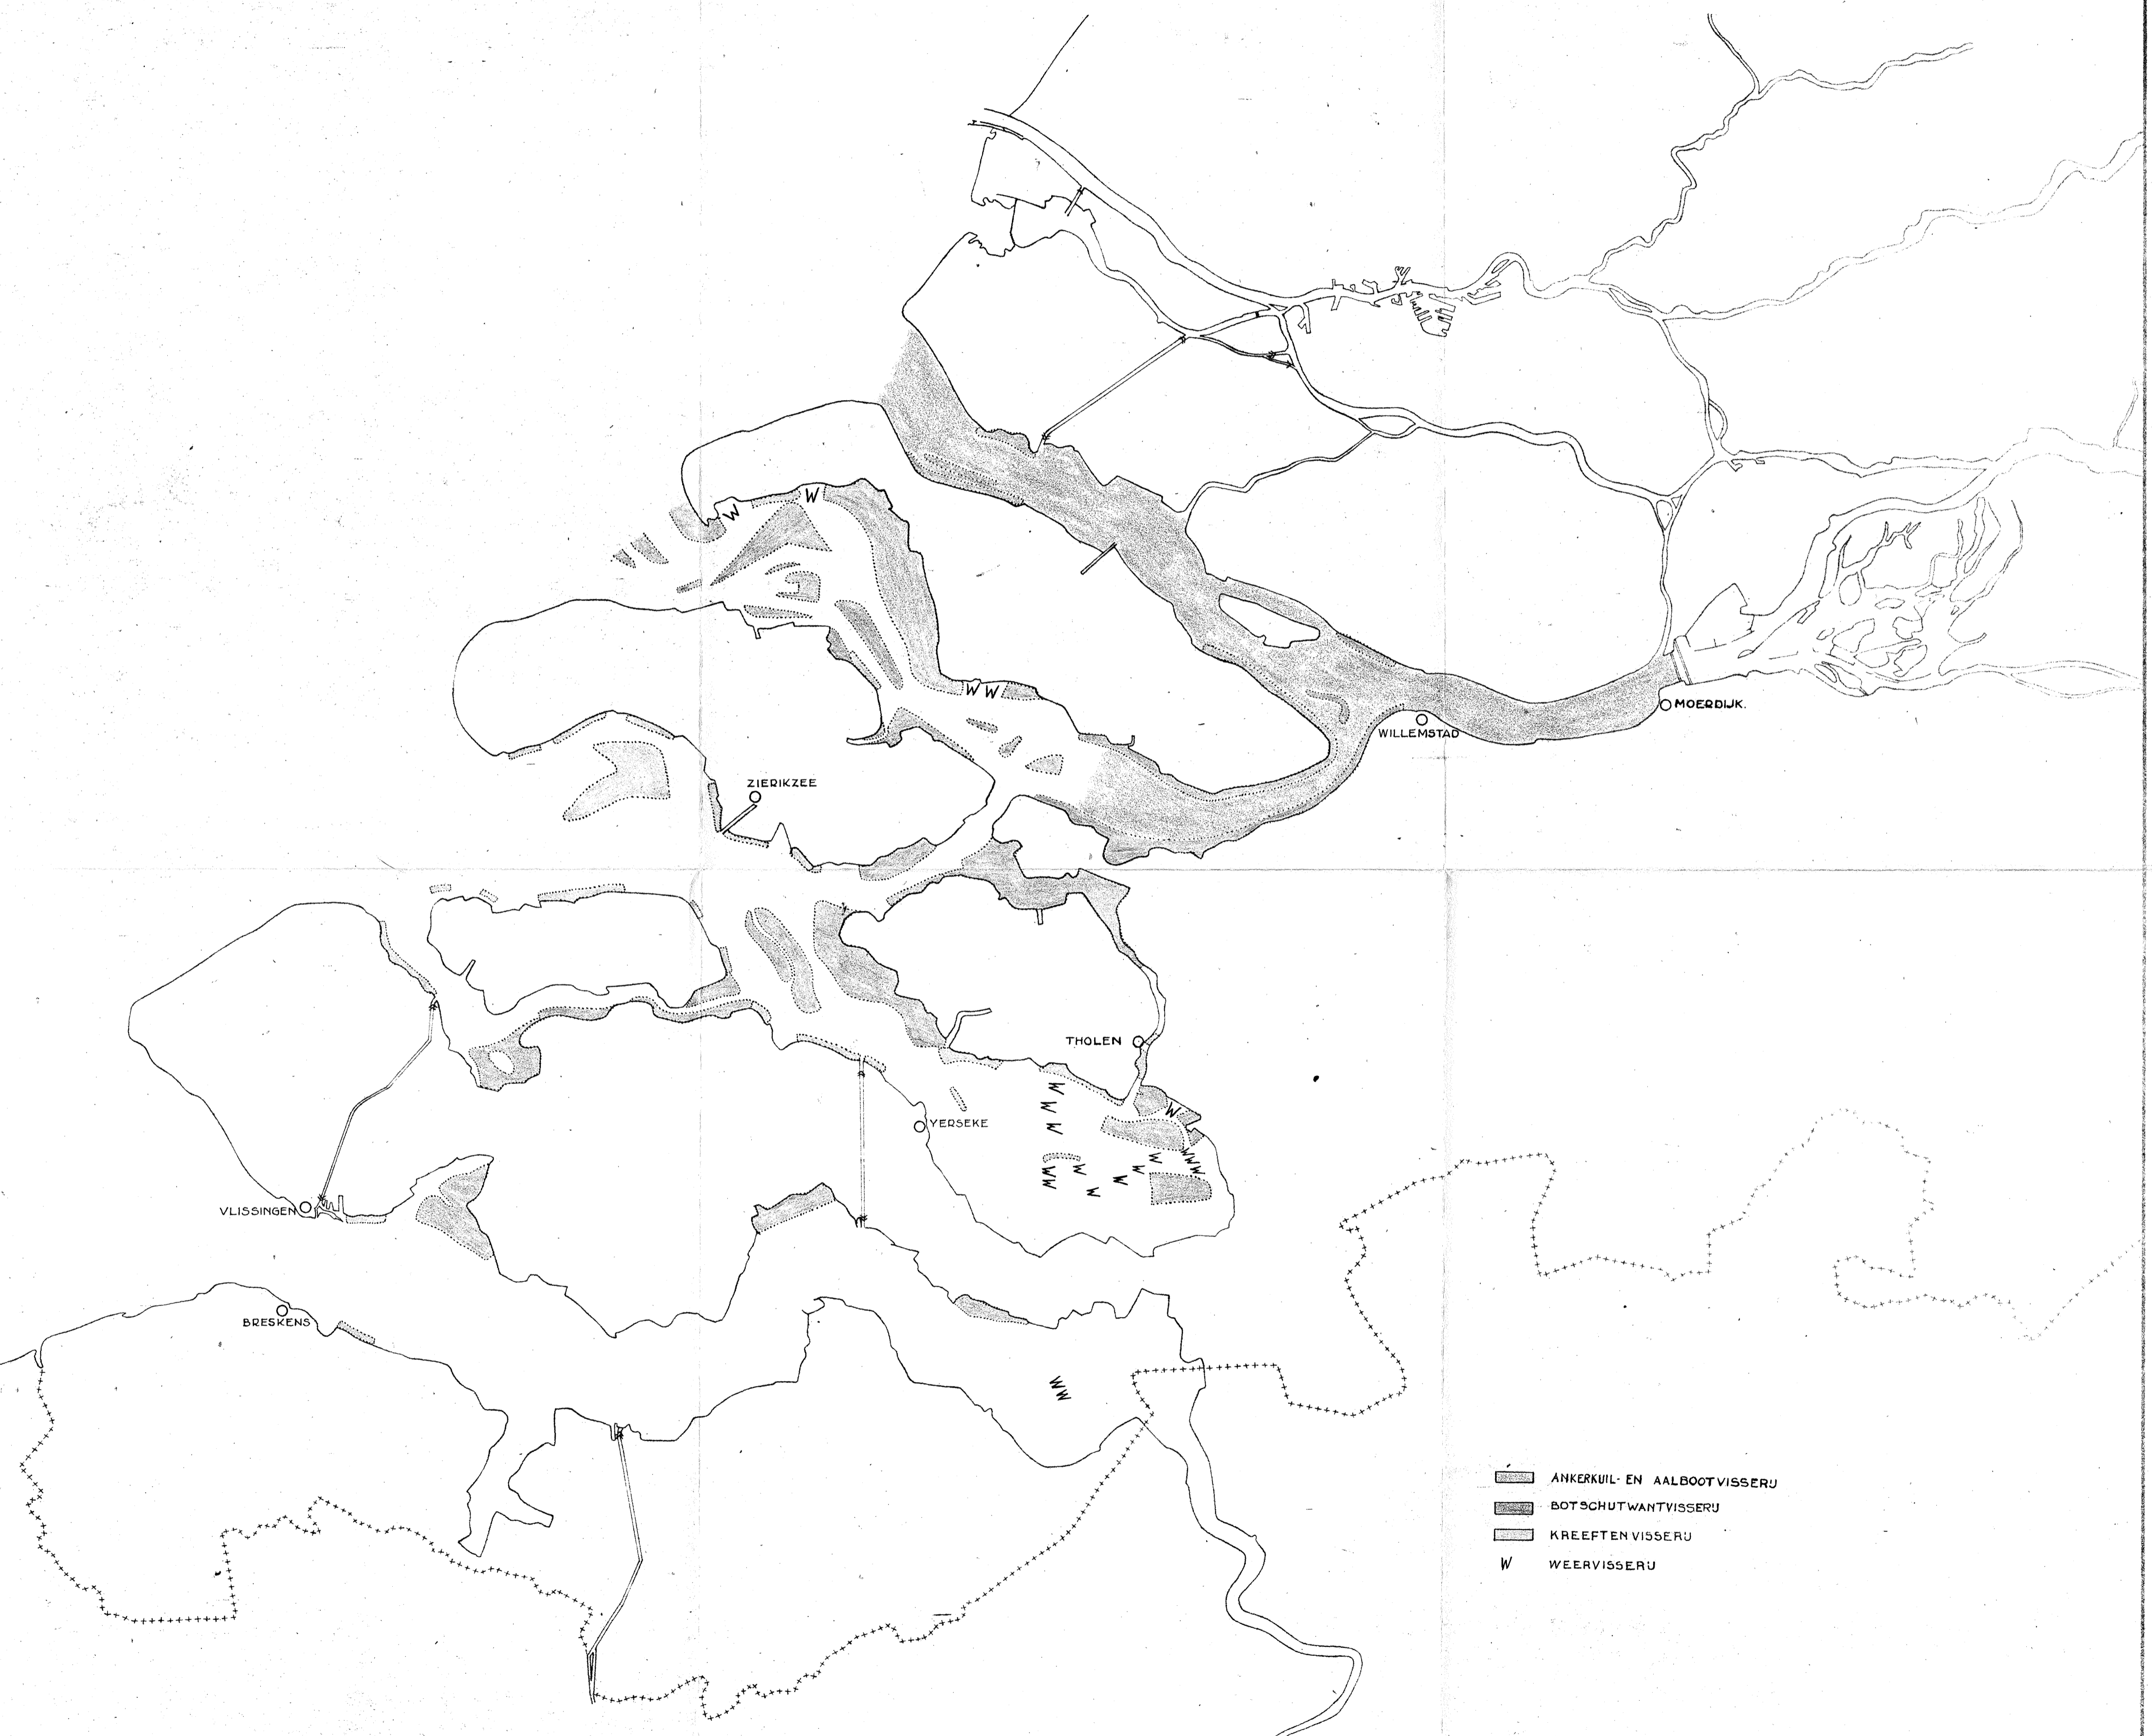 W
W
W W
MOERDIJK.
WILLEMSTAD
ZIERIKZEE
THOLEN
W
W
W
W
YERSEKE
W
W
W
W
W
W
W
W
W
W
W
W
VLISSINGEN
BRESKENS
W
W
ANKERKUIL- EN AALBOOTVISSERIJ
BOTSCHUTWANTVISSERIJ
KREEFTENVISSERIJ
W WEERVISSERIJ